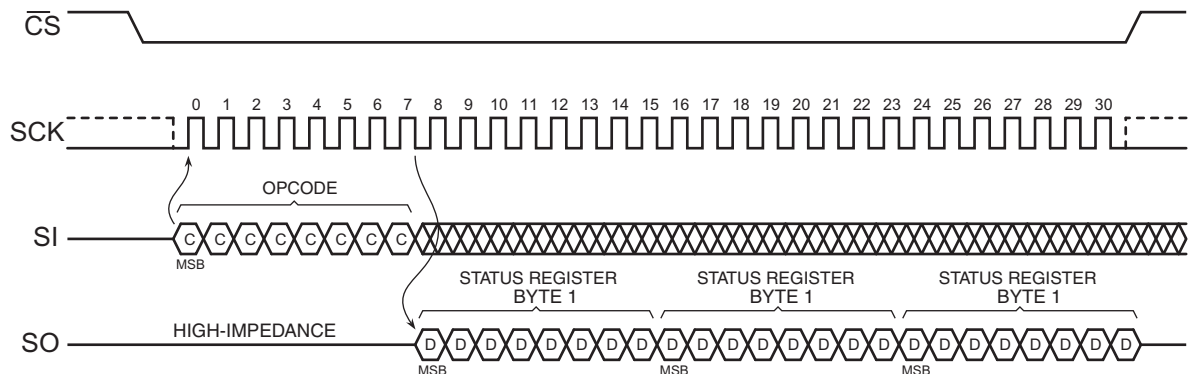 CS
0 1 2 3 4 5 6 7 8 9 10 11 12 13 14 15 16 17 18 19 20 21 22 23 24 25 26 27 28 29 30
SCK
OPCODE
SI C C C C C C C C
MSB
STATUS REGISTER STATUS REGISTER STATUS REGISTER
BYTE 1 BYTE 1 BYTE 1
HIGH-IMPEDANCE
SO D D D D D D D D D D D D D D D D D D D D D D D D
MSB MSB MSB